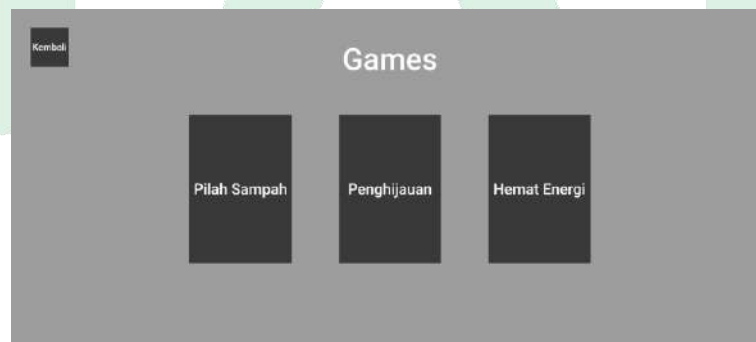 Kembali
Games
Pilah Sampah
Penghijauan
Hemat Energi